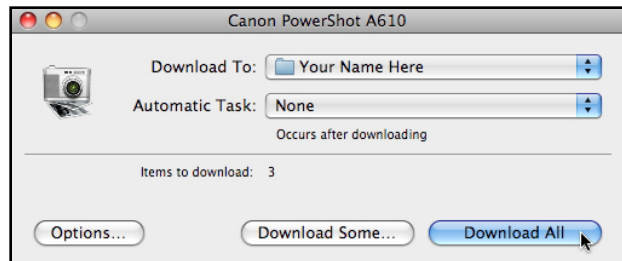 Canon PowerShot A610
Download To: Your Name Here
Automatic Task: None
Occurs after downloading
Items to download: 3
Options... Download Some... Download All